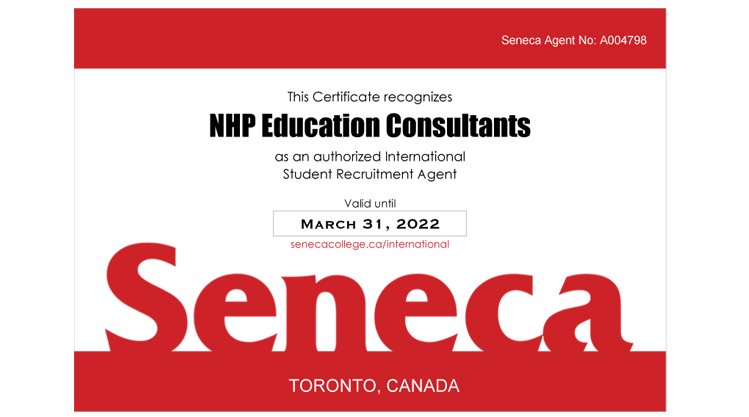 Seneca Agent No: A004798
This Certificate recognizes
NHP Education Consultants
as an authorized International
Student Recruitment Agent
Valid until
MARCH 31, 2022
senecacollege.ca/international
Seneca
TORONTO, CANADA